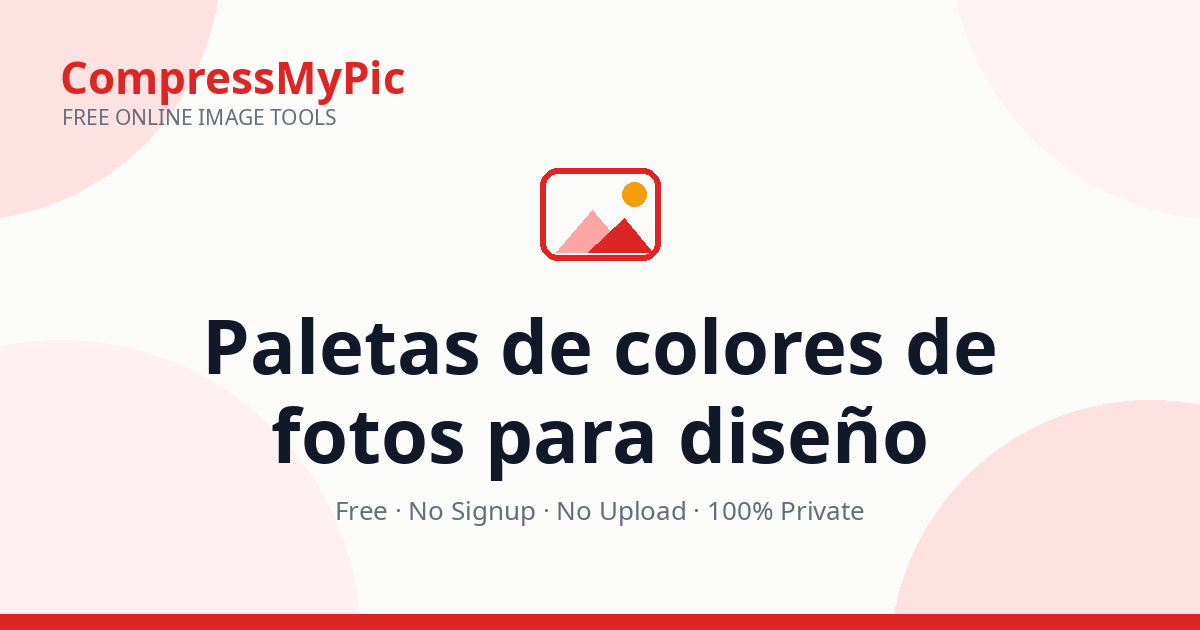 CompressMyPic
FREE ONLINE IMAGE TOOLS
Paletas de colores de
fotos para diseño
Free · No Signup · No Upload · 100% Private